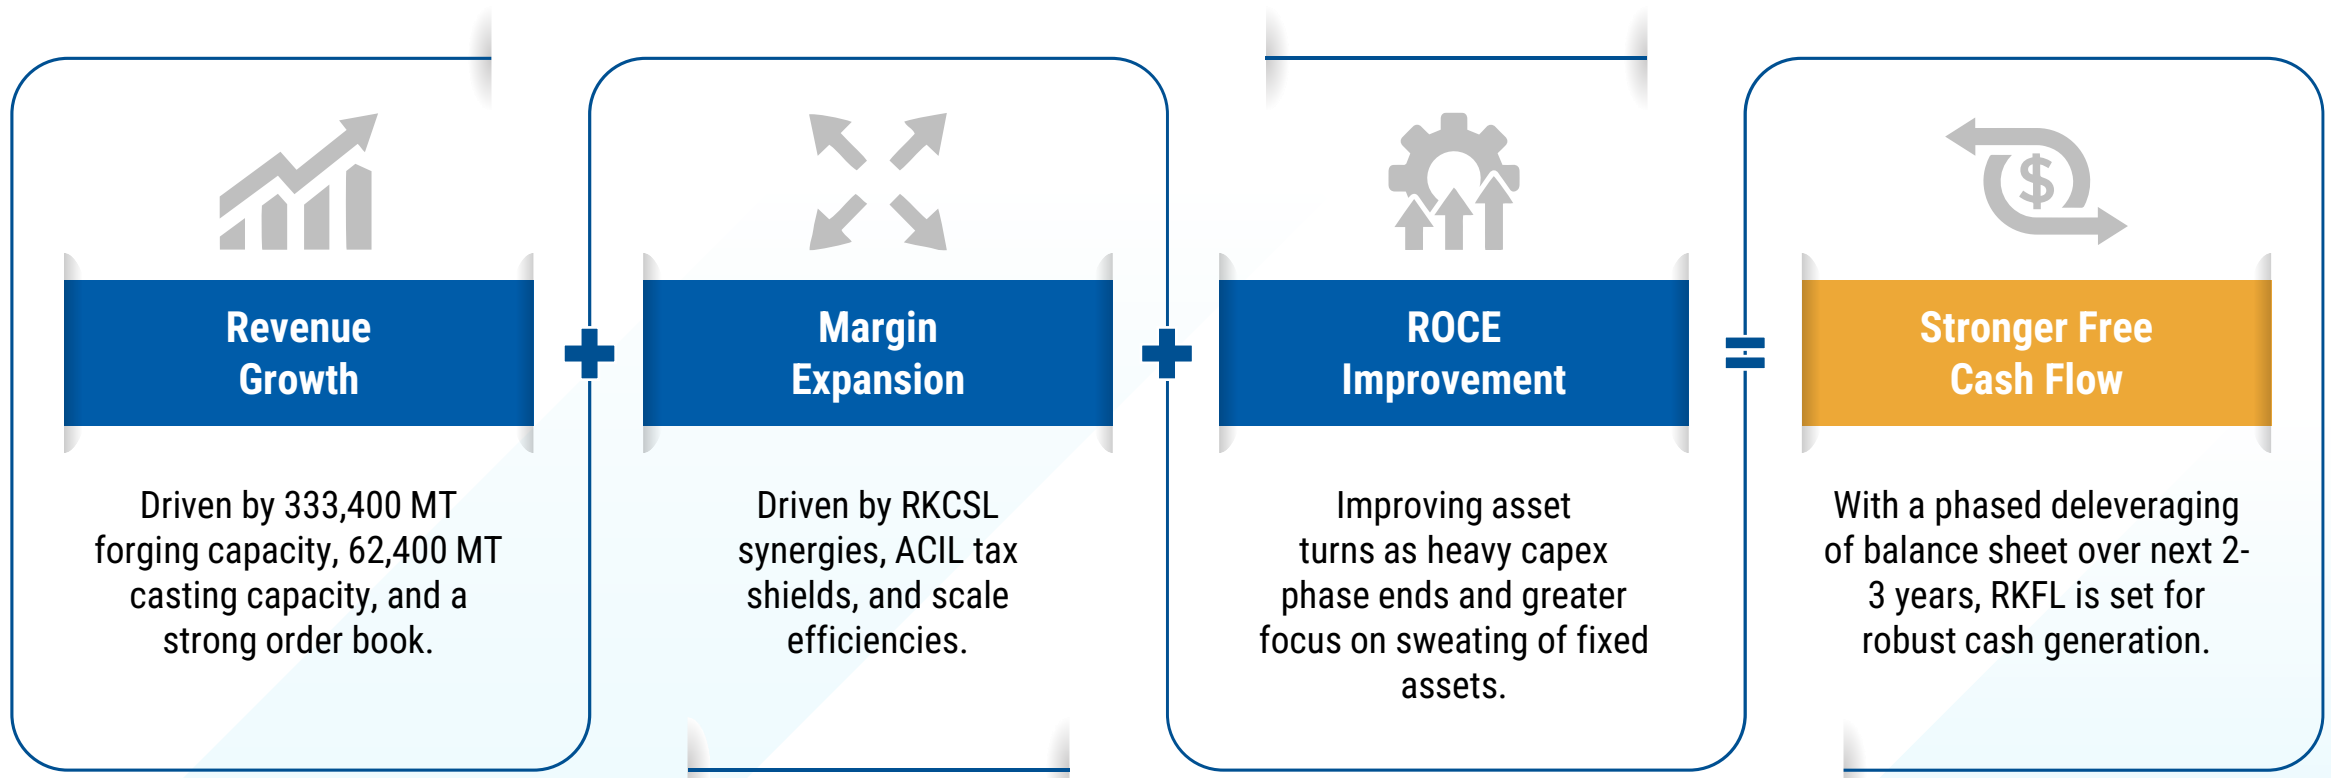 Revenue
Growth
Driven by 333,400 MT
forging capacity, 62,400 MT
casting capacity, and a
strong order book.
Margin
Expansion
Driven by RKCSL
synergies, ACIL tax
shields, and scale
efficiencies.
ROCE
Improvement
Improving asset
turns as heavy capex
phase ends and greater
focus on sweating of fixed
assets.
$
Stronger Free
Cash Flow
With a phased deleveraging
of balance sheet over next 2-
3 years, RKFL is set for
robust cash generation.